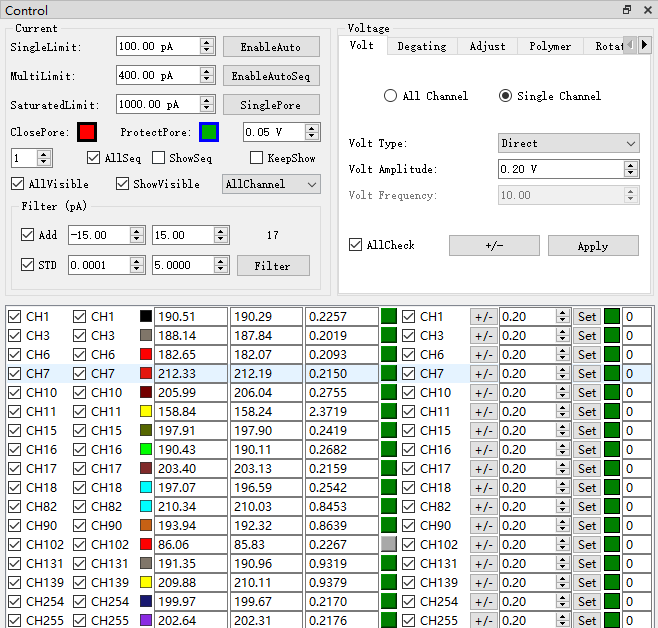 Control
Current
SingleLimit: 100.00 pA EnableAuto
MultiLimit: 400.00 pA EnableAutoSeq
SaturatedLimit: 1000.00 pA SinglePore
ClosePore: ProtectPore: 0.05 V
1 AllSeq ShowSeq KeepShow
AllVisible ShowVisible AllChannel
Filter (pA)
Add -15.00 15.00 17
STD 0.0001 5.0000 Filter
Voltage
Volt Degating Adjust Polymer
All Channel Single Channel
Volt Type: Direct
Volt Amplitude: 0.20 V
Volt Frequency: 10.00
AllCheck +/- Apply
CH1 CH1 190.51 190.29 0.2257 CH1 +/- 0.20 Set 0
CH3 CH3 188.14 187.84 0.2019 CH3 +/- 0.20 Set 0
CH6 CH6 182.65 182.07 0.2093 CH6 +/- 0.20 Set 0
CH7 CH7 212.33 212.19 0.2150 CH7 +/- 0.20 Set 0
CH10 CH10 205.99 206.04 0.2755 CH10 +/- 0.20 Set 0
CH11 CH11 158.84 158.24 2.3719 CH11 +/- 0.20 Set 0
CH15 CH15 197.91 197.90 0.2419 CH15 +/- 0.20 Set 0
CH16 CH16 190.43 190.11 0.2682 CH16 +/- 0.20 Set 0
CH17 CH17 203.40 203.13 0.2159 CH17 +/- 0.20 Set 0
CH18 CH18 197.07 196.59 0.2542 CH18 +/- 0.20 Set 0
CH82 CH82 210.34 210.03 0.8453 CH82 +/- 0.20 Set 0
CH90 CH90 193.94 192.32 0.8639 CH90 +/- 0.20 Set 0
CH102 CH102 86.06 85.83 0.2267 CH102 +/- 0.20 Set 0
CH131 CH131 191.35 190.96 0.9319 CH131 +/- 0.20 Set 0
CH139 CH139 209.88 210.11 0.9379 CH139 +/- 0.20 Set 0
CH254 CH254 199.97 199.67 0.2170 CH254 +/- 0.20 Set 0
CH255 CH255 202.64 202.31 0.2176 CH255 +/- 0.20 Set 0